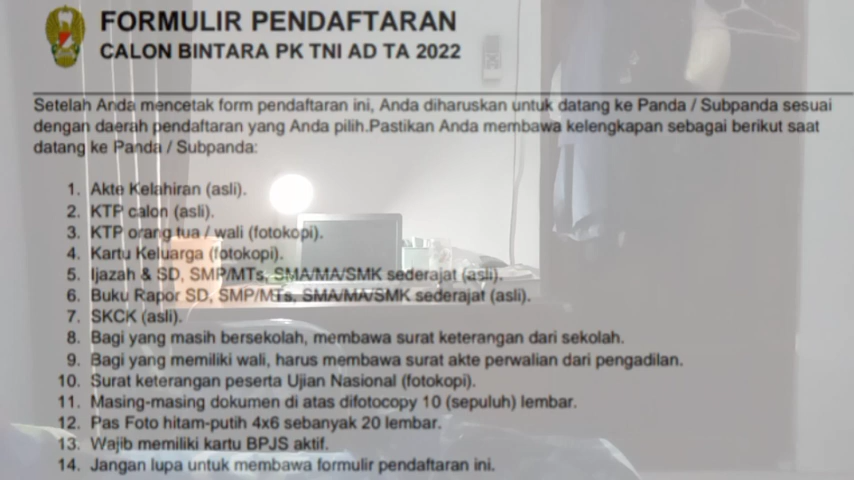 FORMULIR PENDAFTARAN
CALON BINTARA PK TNI AD TA 2022
Setelah Anda mencetak form pendaftaran ini, Anda diharuskan untuk datang ke Panda / Subpanda sesuai
dengan daerah pendaftaran yang Anda pilih.Pastikan Anda membawa kelengkapan sebagai berikut saat
datang ke Panda / Subpanda:
1. Akte Kelahiran (asli).
2. KTP calon (asli).
3. KTP orang tua / wali (fotokopi).
4. Kartu Keluarga (fotokopi).
5. Ijazah & SD, SMP/MTs, SMA/MA/SMK sederajat (asli).
6. Buku Rapor SD, SMP/MTs, SMA/MA/SMK sederajat (asli).
7. SKCK (asli).
8. Bagi yang masih bersekolah, membawa surat keterangan dari sekolah.
9. Bagi yang memiliki wali, harus membawa surat akte perwalian dari pengadilan.
10. Surat keterangan peserta Ujian Nasional (fotokopi).
11. Masing-masing dokumen di atas difotocopy 10 (sepuluh) lembar.
12. Pas Foto hitam-putih 4x6 sebanyak 20 lembar.
13. Wajib memiliki kartu BPJS aktif.
14. Jangan lupa untuk membawa formulir pendaftaran ini.